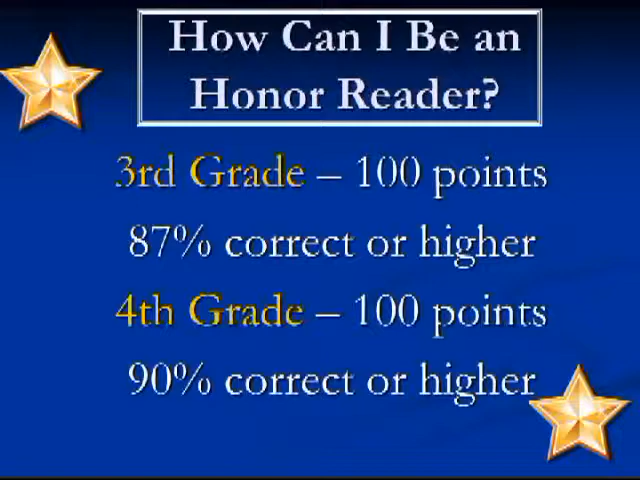 How Can I Be an
Honor Reader?
3rd Grade – 100 points
87% correct or higher
4th Grade – 100 points
90% correct or higher